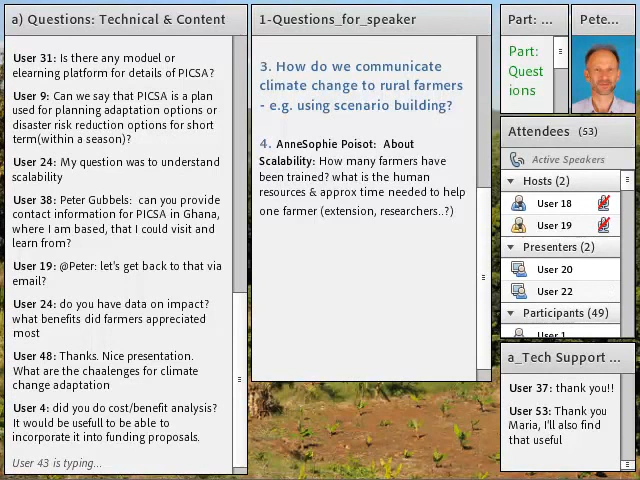 a) Questions: Technical & Content
User 31: Is there any moduel or
elearning platform for details of PICSA?
User 9: Can we say that PICSA is a plan
used for planning adaptation options or
disaster risk reduction options for short
term(within a season)?
User 24: My question was to understand
scalability
User 38: Peter Gubbels:  can you provide
contact information for PICSA in Ghana,
where I am based, that I could visit and
learn from?
User 19: @Peter: let's get back to that via
email?
User 24: do you have data on impact?
what benefits did farmers appreciated
most
User 48: Thanks. Nice presentation.
What are the chaalenges for climate
change adaptation
User 4: did you do cost/benefit analysis?
It would be usefull to be able to
incorporate it into funding proposals.
User 43 is typing...
1-Questions_for_speaker
3. How do we communicate
climate change to rural farmers
- e.g. using scenario building?
4. AnneSophie Poisot:  About
Scalability: How many farmers have
been trained? what is the human
resources & approx time needed to help
one farmer (extension, researchers..?)
Part: ...
Part:
Quest
ions
Pete...
Attendees (53)
Active Speakers
Hosts (2)
User 18
User 19
Presenters (2)
User 20
User 22
Participants (49)
User 1
a_Tech Support ...
User 37: thank you!!
User 53: Thank you
Maria, I'll also find
that useful